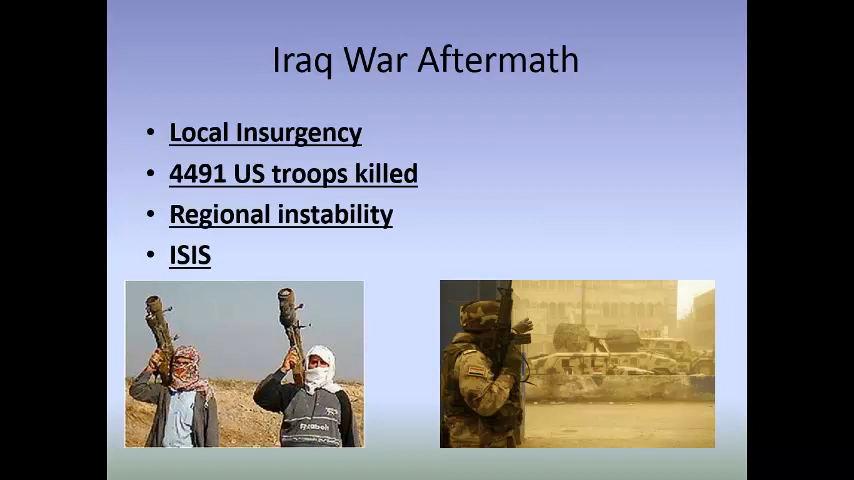 Iraq War Aftermath
• Local Insurgency
• 4491 US troops killed
• Regional instability
• ISIS